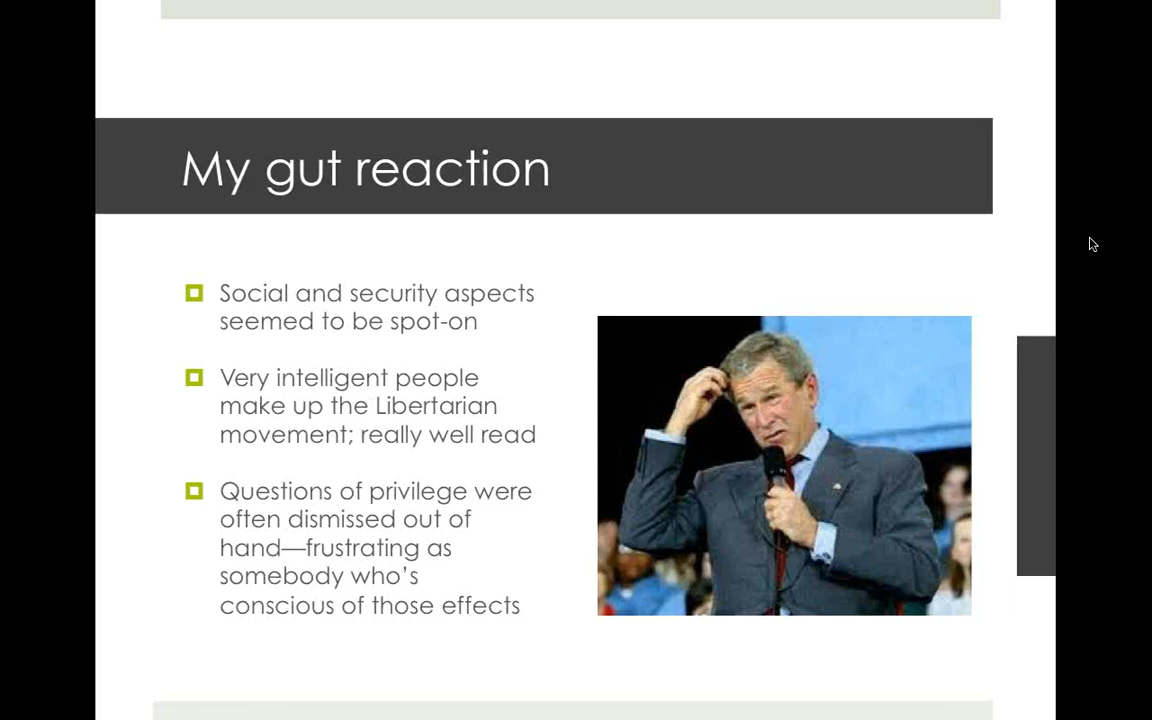 My gut reaction
Social and security aspects
seemed to be spot-on
Very intelligent people
make up the Libertarian
movement; really well read
Questions of privilege were
often dismissed out of
hand—frustrating as
somebody who's
conscious of those effects